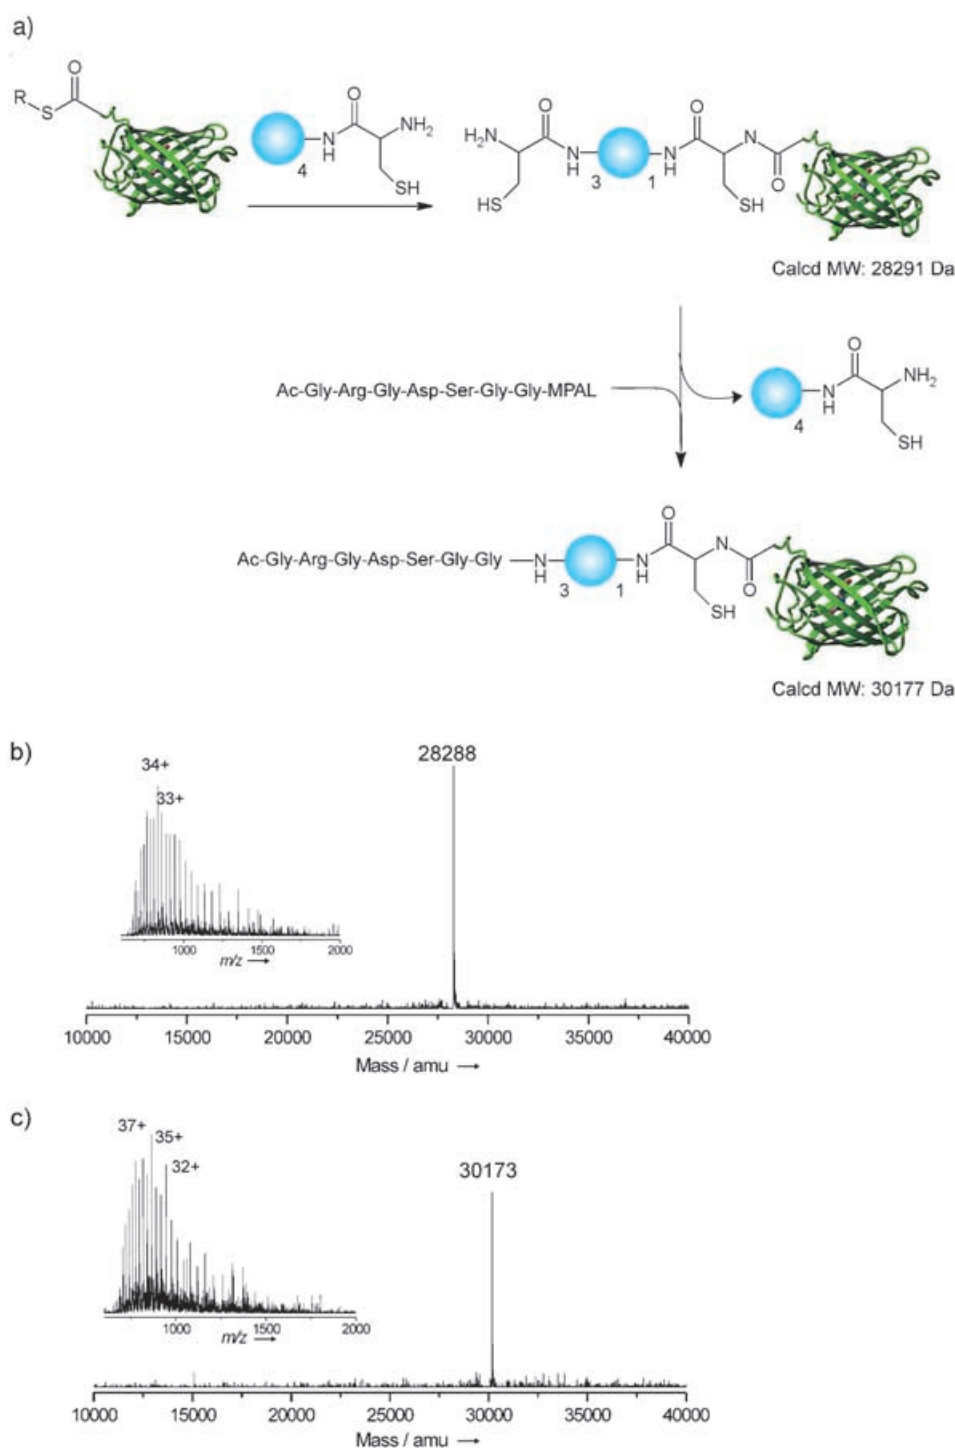 a)
O
R
S
O
NH₂
N
H
4
SH
H₂N
O
N
H
3
1
N
H
O
N
O
HS
SH
Calcd MW: 28291 Da
Ac-Gly-Arg-Gly-Asp-Ser-Gly-Gly-MPAL
O
NH₂
N
H
4
SH
Ac-Gly-Arg-Gly-Asp-Ser-Gly-Gly
N
H
3
1
N
H
O
N
O
SH
Calcd MW: 30177 Da
b)
34+
33+
28288
1000 1500 2000
m/z →
10000 15000 20000 25000 30000 35000 40000
Mass / amu →
c)
37+
35+
32+
30173
1000 1500 2000
m/z →
10000 15000 20000 25000 30000 35000 40000
Mass / amu →